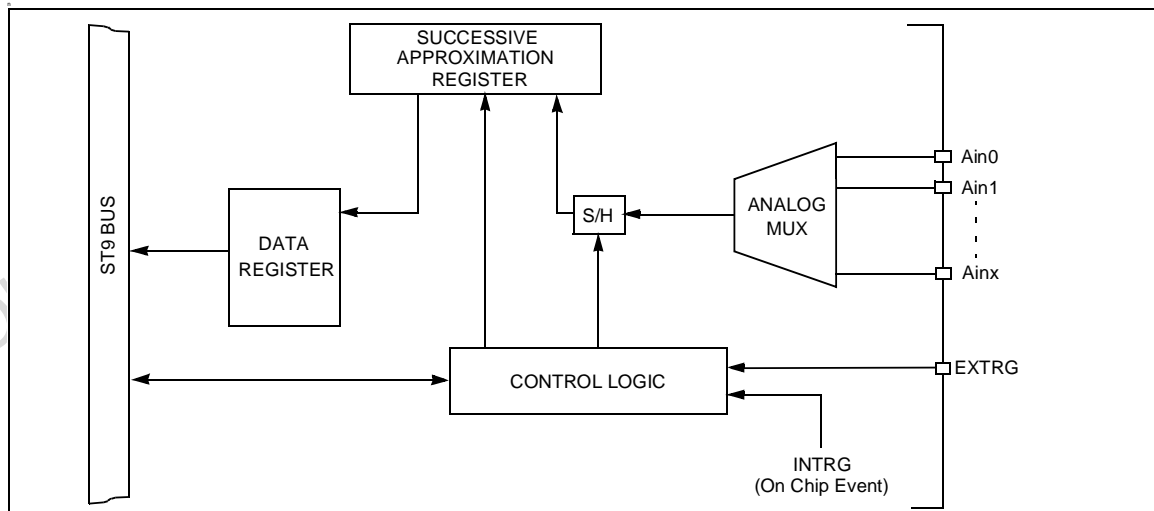 SUCCESSIVE
APPROXIMATION
REGISTER
ST9 BUS
DATA
REGISTER
S/H
ANALOG
MUX
Ain0
Ain1
Ainx
CONTROL LOGIC
EXTRG
INTRG
(On Chip Event)